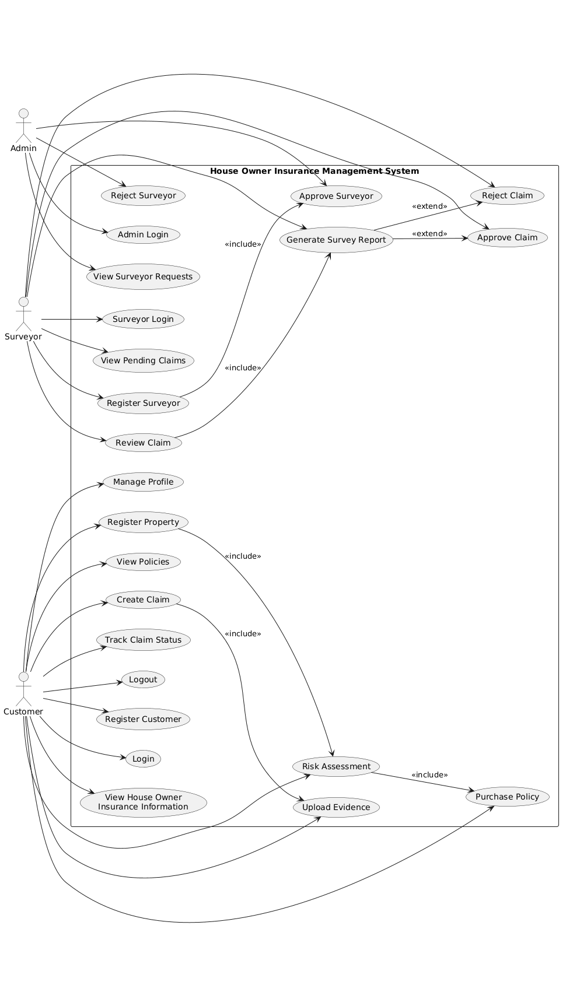 Admin
House Owner Insurance Management System
Reject Surveyor
Approve Surveyor
Reject Claim
«extend»
Admin Login
Generate Survey Report
«extend»
Approve Claim
«include»
View Surveyor Requests
Surveyor
Surveyor Login
View Pending Claims
«include»
Register Surveyor
Review Claim
Manage Profile
Register Property
«include»
View Policies
Create Claim
«include»
Track Claim Status
Logout
Customer
Register Customer
Login
Risk Assessment
«include»
View House Owner
Insurance Information
Purchase Policy
Upload Evidence